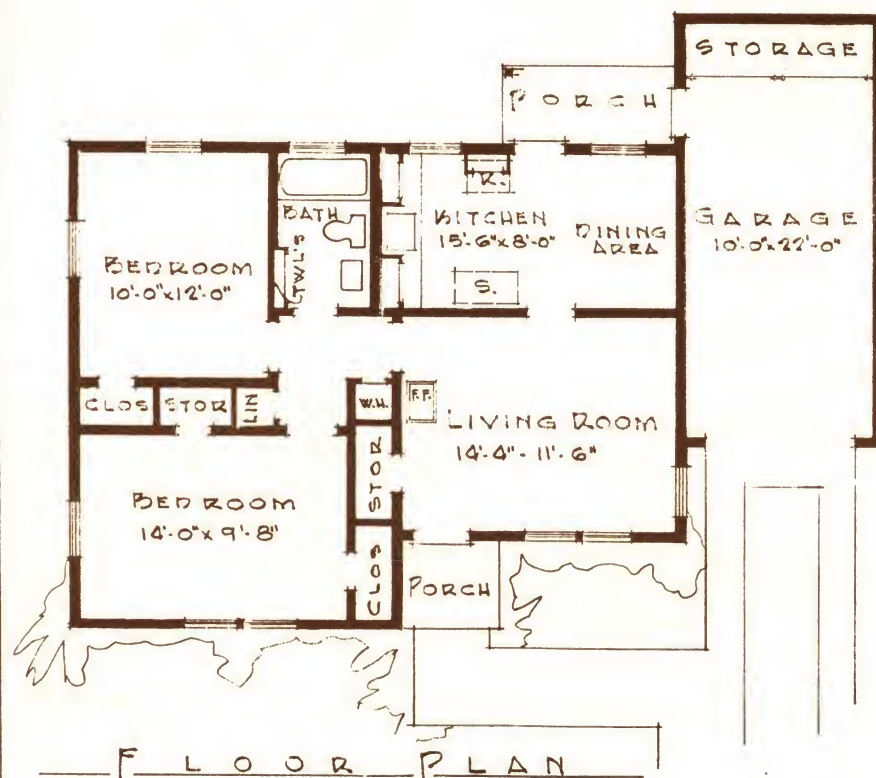 STORAGE
PORCH
R.
BATH
KITCHEN
15'-6"x8'-0"
DINING
AREA
GARAGE
10'-0"x22'-0"
TWL'S
BEDROOM
10'-0"x12'-0"
S.
CLOS
STOR
LIN
W.H.
F.F.
LIVING ROOM
14'-4" - 11'-6"
STOR
BEDROOM
14'-0"x9'-8"
CLOS
PORCH
FLOOR PLAN